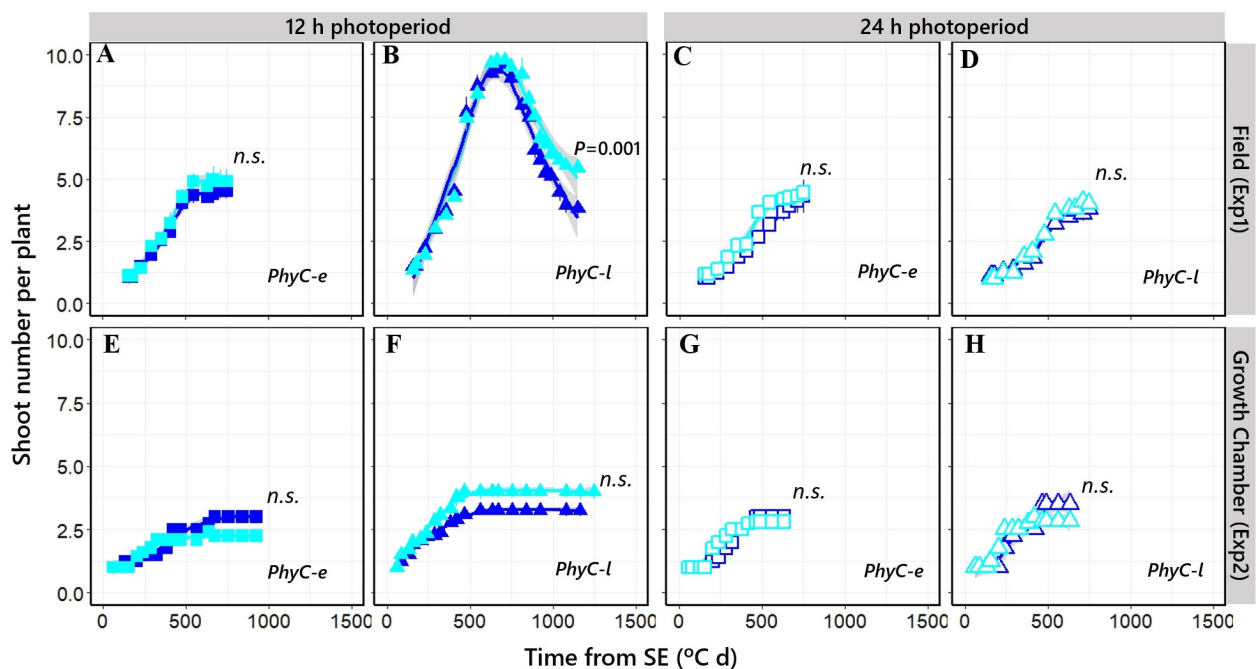 12 h photoperiod
24 h photoperiod
A
B
C
D
10.0
7.5
5.0
2.5
0.0
n.s.
P=0.001
n.s.
n.s.
PhyC-e
PhyC-l
PhyC-e
PhyC-l
Field (Exp1)
Shoot number per plant
E
F
G
H
10.0
7.5
5.0
2.5
0.0
n.s.
n.s.
n.s.
n.s.
PhyC-e
PhyC-l
PhyC-e
PhyC-l
Growth Chamber (Exp2)
0 500 1000 1500 0 500 1000 1500 0 500 1000 1500 0 500 1000 1500
Time from SE (ºC d)